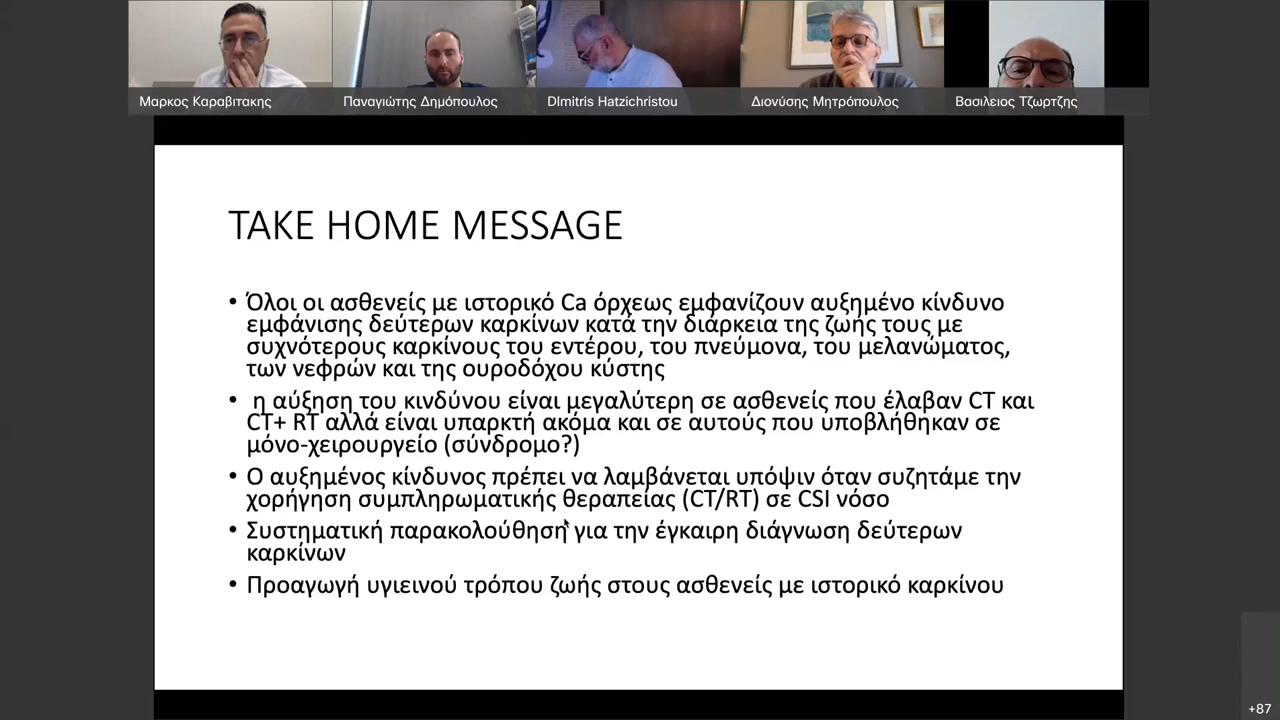 Μαρκος Καραβιτακης
Παναγιώτης Δημόπουλος
DImitris Hatzichristou
Διονύσης Μητρόπουλος
Βασιλειος Τζωρτζης
TAKE HOME MESSAGE
• Όλοι οι ασθενείς με ιστορικό Ca όρχεως εμφανίζουν αυξημένο κίνδυνο
εμφάνισης δεύτερων καρκίνων κατά την διάρκεια της ζωής τους με
συχνότερους καρκίνους του εντέρου, του πνεύμονα, του μελανώματος,
των νεφρών και της ουροδόχου κύστης
• η αύξηση του κινδύνου είναι μεγαλύτερη σε ασθενείς που έλαβαν CT και
CT+ RT αλλά είναι υπαρκτή ακόμα και σε αυτούς που υποβλήθηκαν σε
μόνο-χειρουργείο (σύνδρομο?)
• Ο αυξημένος κίνδυνος πρέπει να λαμβάνεται υπόψιν όταν συζητάμε την
χορήγηση συμπληρωματικής θεραπείας (CT/RT) σε CSI νόσο
• Συστηματική παρακολούθηση για την έγκαιρη διάγνωση δεύτερων
καρκίνων
• Προαγωγή υγιεινού τρόπου ζωής στους ασθενείς με ιστορικό καρκίνου
+87